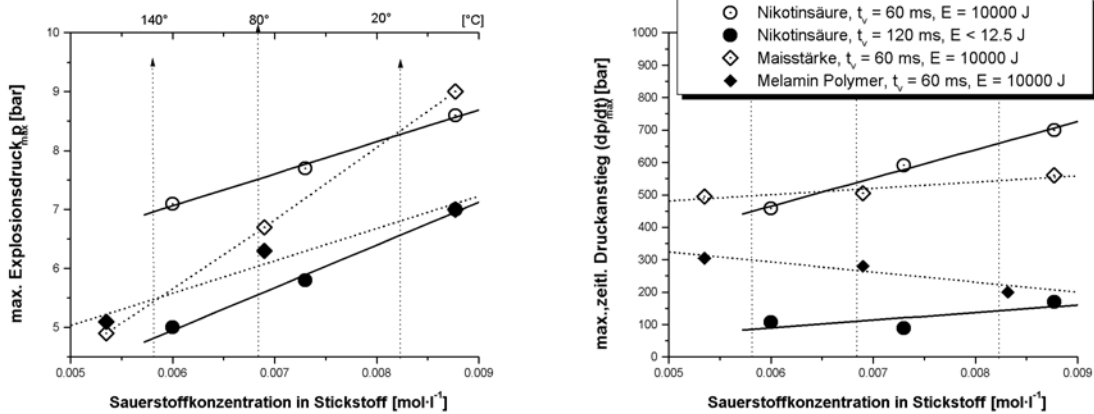 140° 80° 20° [°C]
10
9
8
7
6
5
max. Explosionsdruck p max [bar]
0.005 0.006 0.007 0.008 0.009
Sauerstoffkonzentration in Stickstoff [mol·l⁻¹]
Nikotinsäure, t_v = 60 ms, E = 10000 J
Nikotinsäure, t_v = 120 ms, E < 12.5 J
Maisstärke, t_v = 60 ms, E = 10000 J
Melamin Polymer, t_v = 60 ms, E = 10000 J
1000
900
800
700
600
500
400
300
200
100
0
max,,zeitl. Druckanstieg (dp/dt) max [bar]
0.005 0.006 0.007 0.008 0.009
Sauerstoffkonzentration in Stickstoff [mol·l⁻¹]